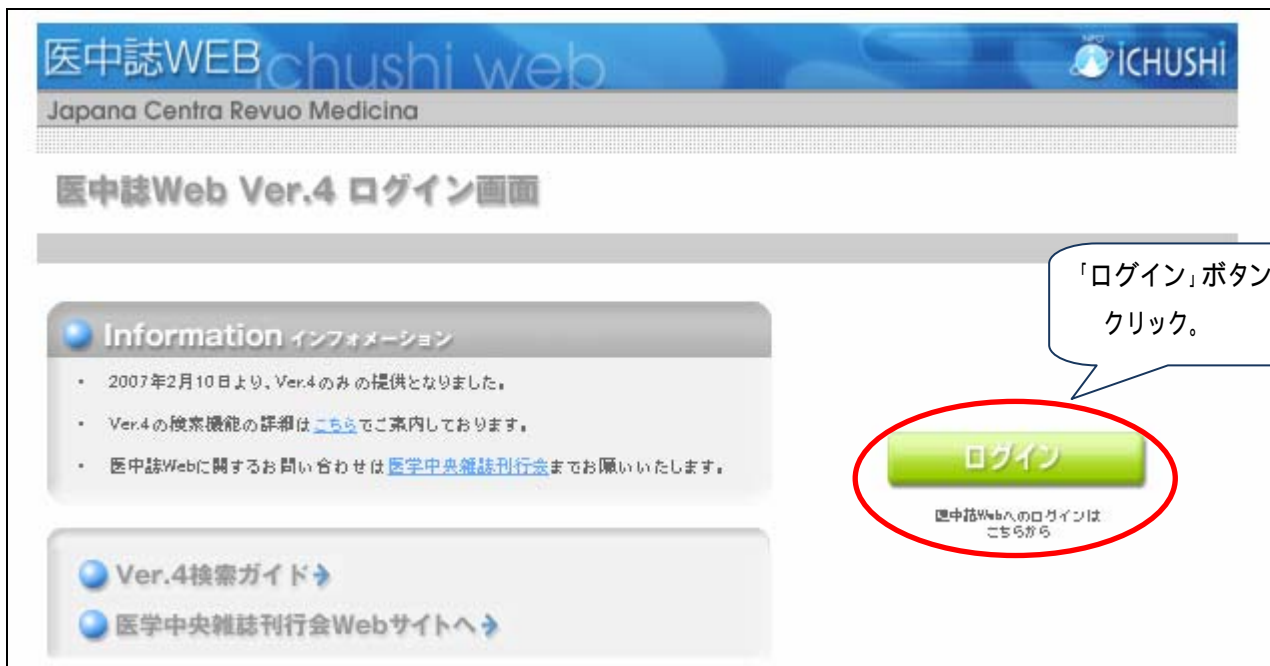 医中誌WEB
ichushi web
NPO
ICHUSHI
Japana Centra Revuo Medicina
医中誌Web Ver.4 ログイン画面
「ログイン」ボタン
クリック。
Information インフォメーション
・ 2007年2月10日より、Ver.4のみの提供となりました。
・ Ver.4の検索機能の詳細はこちらでご案内しております。
・ 医中誌Webに関するお問い合わせは医学中央雑誌刊行会までお願いいたします。
ログイン
医中誌Webへのログインは
こちらから
Ver.4検索ガイド
医学中央雑誌刊行会Webサイトへ